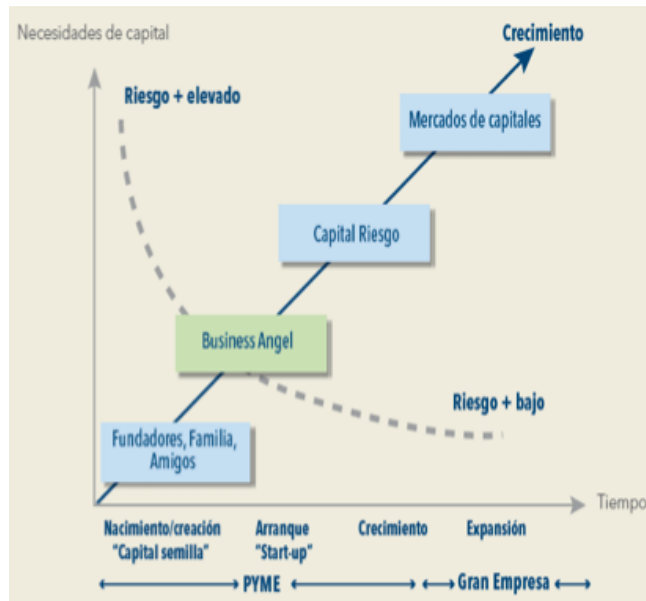 Necesidades de capital
Crecimiento
Riesgo + elevado
Mercados de capitales
Capital Riesgo
Business Angel
Riesgo + bajo
Fundadores, Familia,
Amigos
Tiempo
Nacimiento/creación
"Capital semilla"
Arranque
"Start-up"
Crecimiento
Expansión
PYME
Gran Empresa